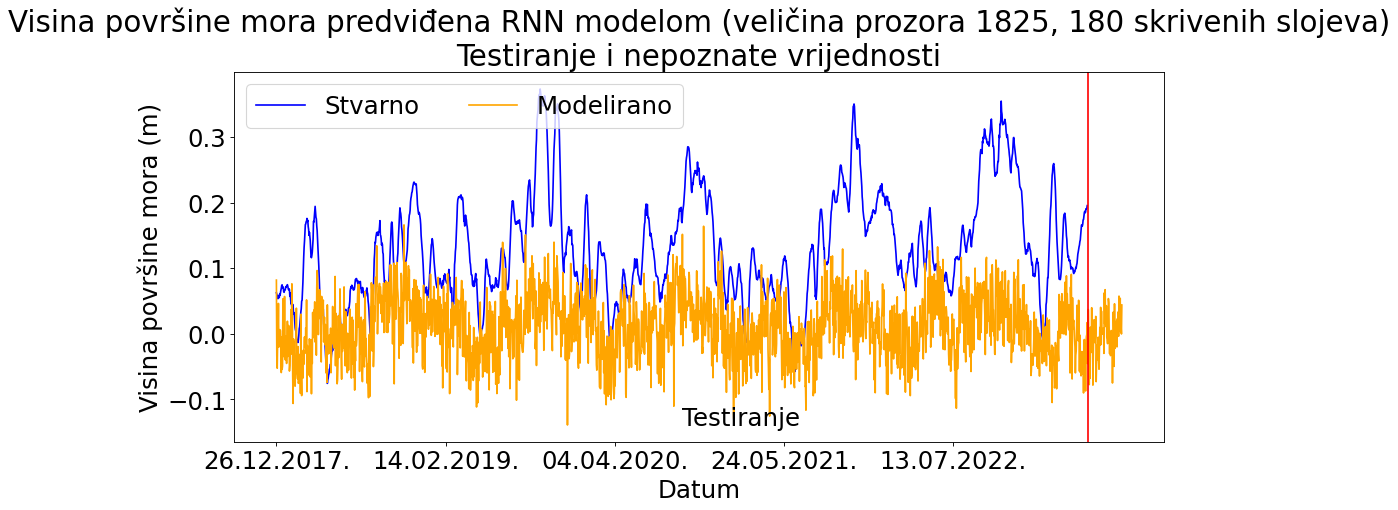 Visina površine mora predviđena RNN modelom (veličina prozora 1825, 180 skrivenih slojeva)
Testiranje i nepoznate vrijednosti
Stvarno
Modelirano
Visina površine mora (m)
0.3
0.2
0.1
0.0
−0.1
Testiranje
26.12.2017.
14.02.2019.
04.04.2020.
24.05.2021.
13.07.2022.
Datum